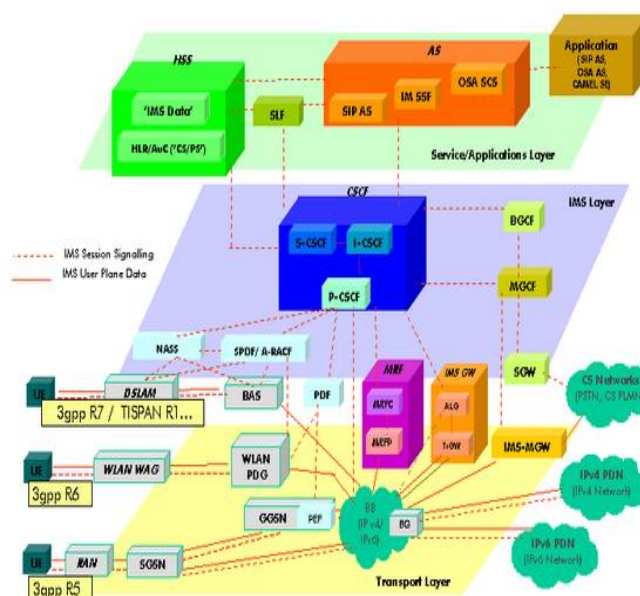 HSS
'IMS Data'
HLR/AuC ('CS/PS')
SLF
AS
SIP AS
IM SSF
OSA SCS
Application
(SIP AS,
OSA AS,
CAMEL SE)
Service/Applications Layer
CSCF
S-CSCF
I-CSCF
P-CSCF
IMS Layer
BGCF
MGCF
SGW
IMS Session Signalling
IMS User Plane Data
NASS
SPDF/ A-RACF
UE
DSLAM
BAS
3gpp R7 / TISPAN R1...
PDF
MRF
MRFC
MRFP
IMS GW
ALG
TrGW
CS Networks
(PSTN, CS PLMN)
IMS-MGW
UE
WLAN WAG
WLAN
PDG
3gpp R6
GGSN
PEF
BB
(IPv4/
IPv6)
BG
IPv4 PDN
(IPv4 Network)
IPv6 PDN
(IPv6 Network)
UE
RAN
SGSN
3gpp R5
Transport Layer